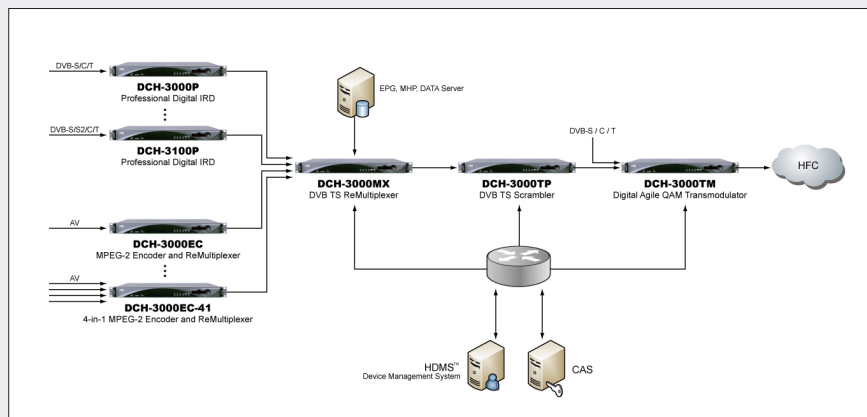 DVB-S/C/T
DCH-3000P
Professional Digital IRD
DVB-S/S2/C/T
DCH-3100P
Professional Digital IRD
AV
DCH-3000EC
MPEG-2 Encoder and ReMultiplexer
AV
DCH-3000EC-41
4-in-1 MPEG-2 Encoder and ReMultiplexer
EPG, MHP, DATA Server
DCH-3000MX
DVB TS ReMultiplexer
DCH-3000TP
DVB TS Scrambler
DVB-S / C / T
DCH-3000TM
Digital Agile QAM Transmodulator
HFC
HDMS™
Device Management System
CAS